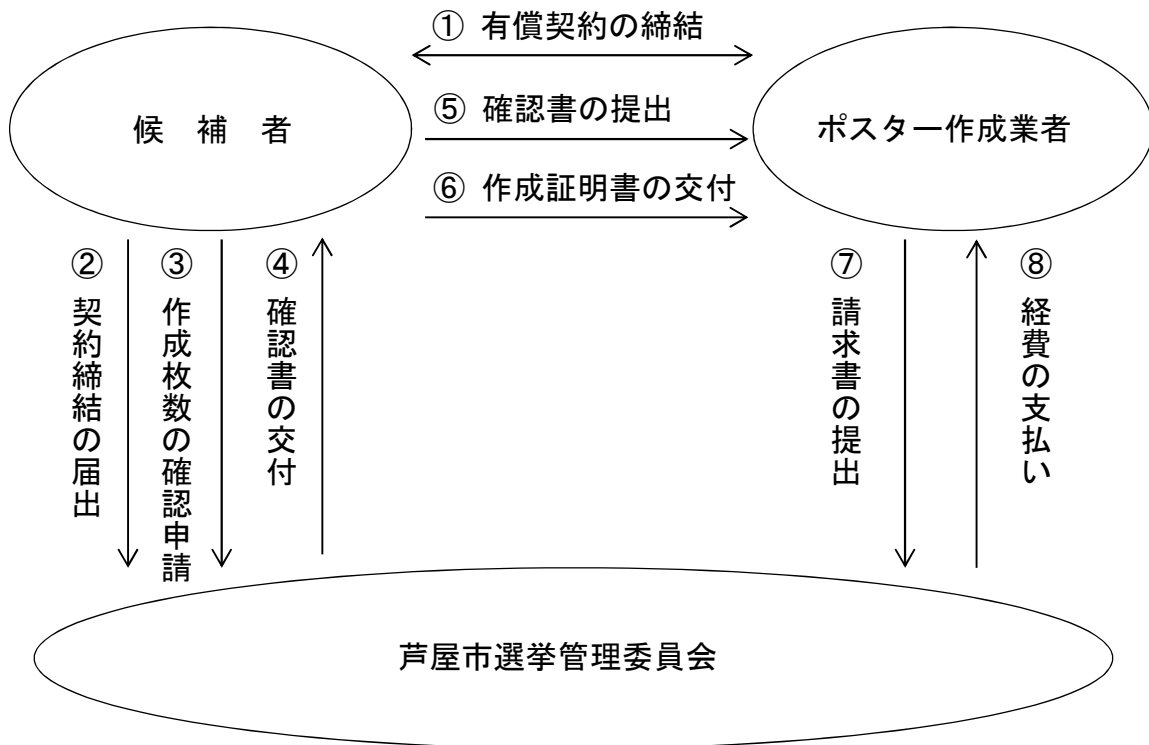 ① 有償契約の締結
候 補 者
⑤ 確認書の提出
ポスター作成業者
⑥ 作成証明書の交付
② 契約締結の届出
③ 作成枚数の確認申請
④ 確認書の交付
⑦ 請求書の提出
⑧ 経費の支払い
芦屋市選挙管理委員会